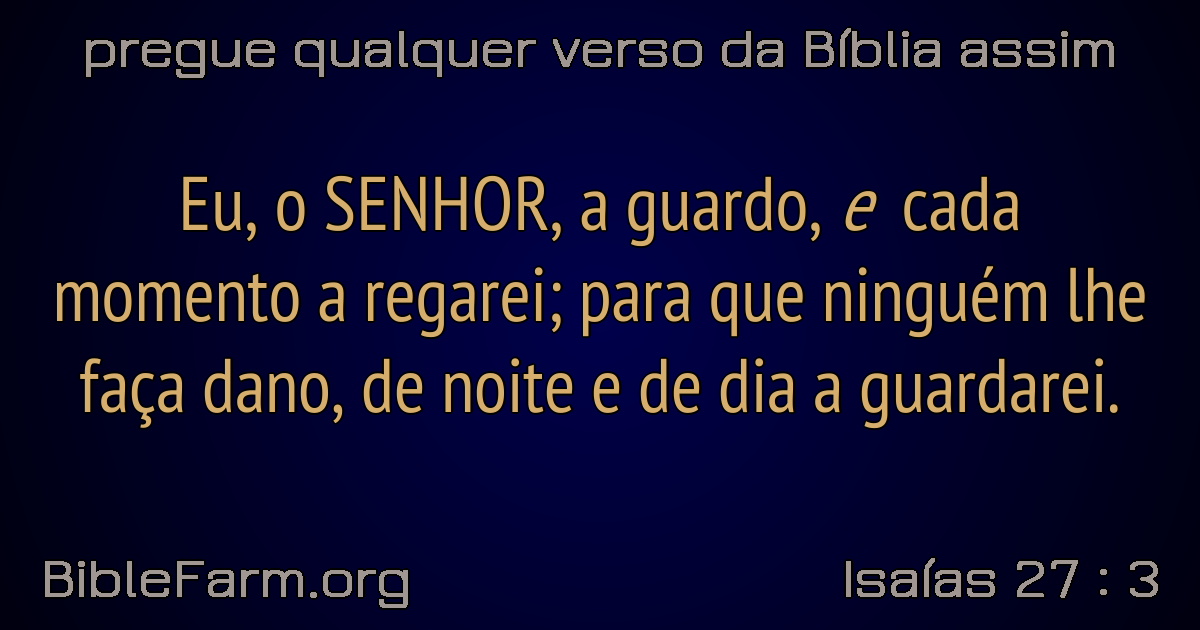 pregue qualquer verso da Bíblia assim
Eu, o SENHOR, a guardo, e cada
momento a regarei; para que ninguém lhe
faça dano, de noite e de dia a guardarei.
BibleFarm.org
Isaías 27 : 3